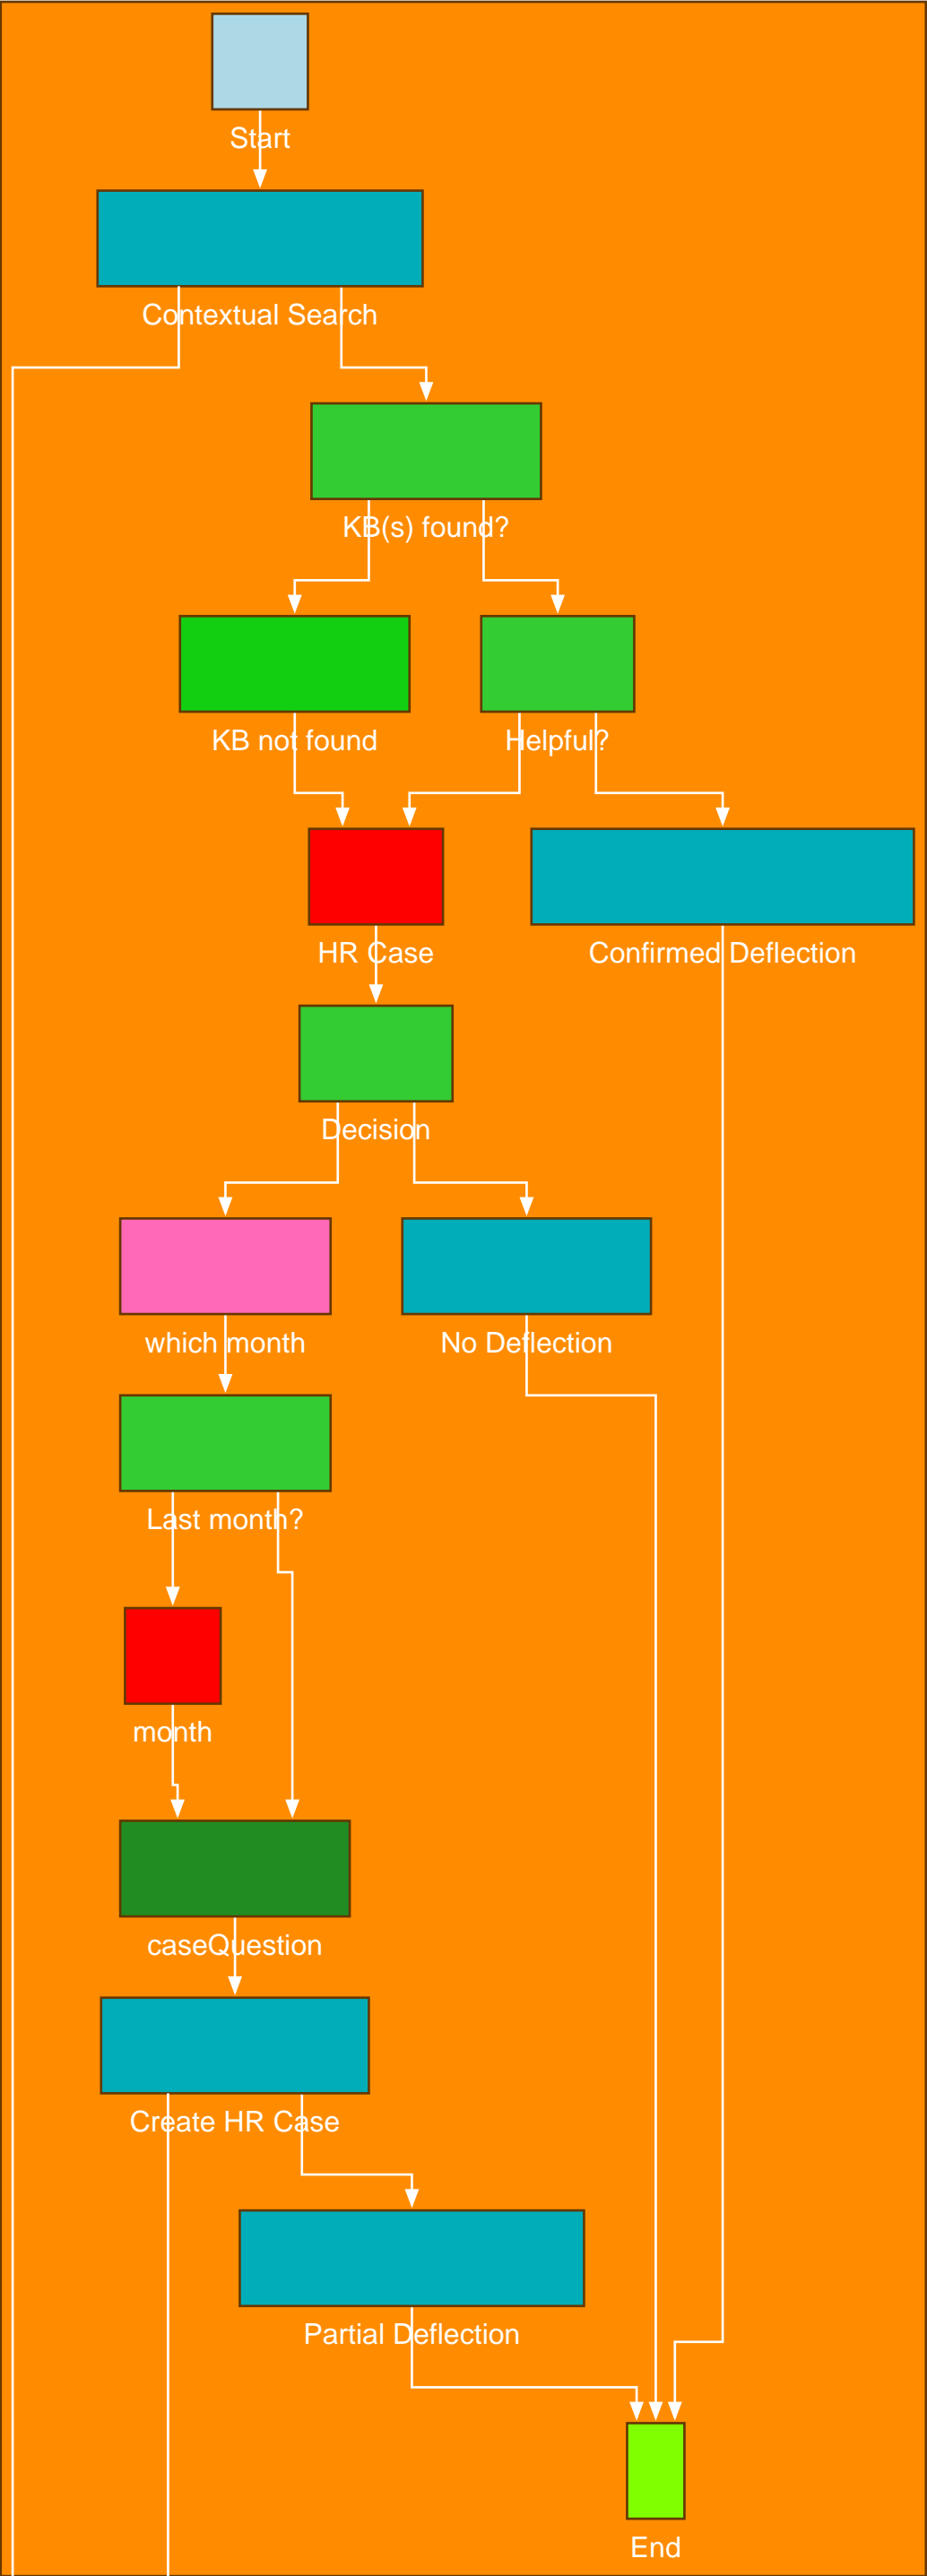 Start
Contextual Search
KB(s) found?
KB not found
Helpful?
HR Case
Confirmed Deflection
Decision
which month
No Deflection
Last month?
month
caseQuestion
Create HR Case
Partial Deflection
End